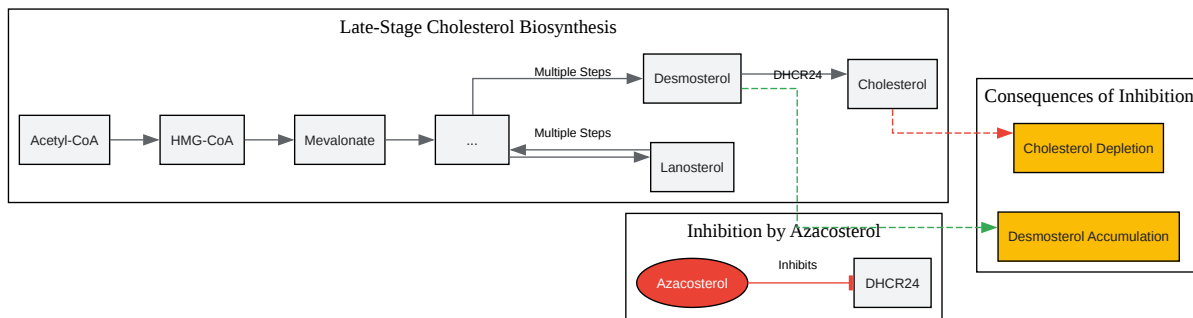 Late-Stage Cholesterol Biosynthesis
Multiple Steps
Desmosterol
DHCR24
Cholesterol
Acetyl-CoA
HMG-CoA
Mevalonate
...
Multiple Steps
Lanosterol
Consequences of Inhibition
Cholesterol Depletion
Desmosterol Accumulation
Inhibition by Azacosterol
Azacosterol
Inhibits
DHCR24